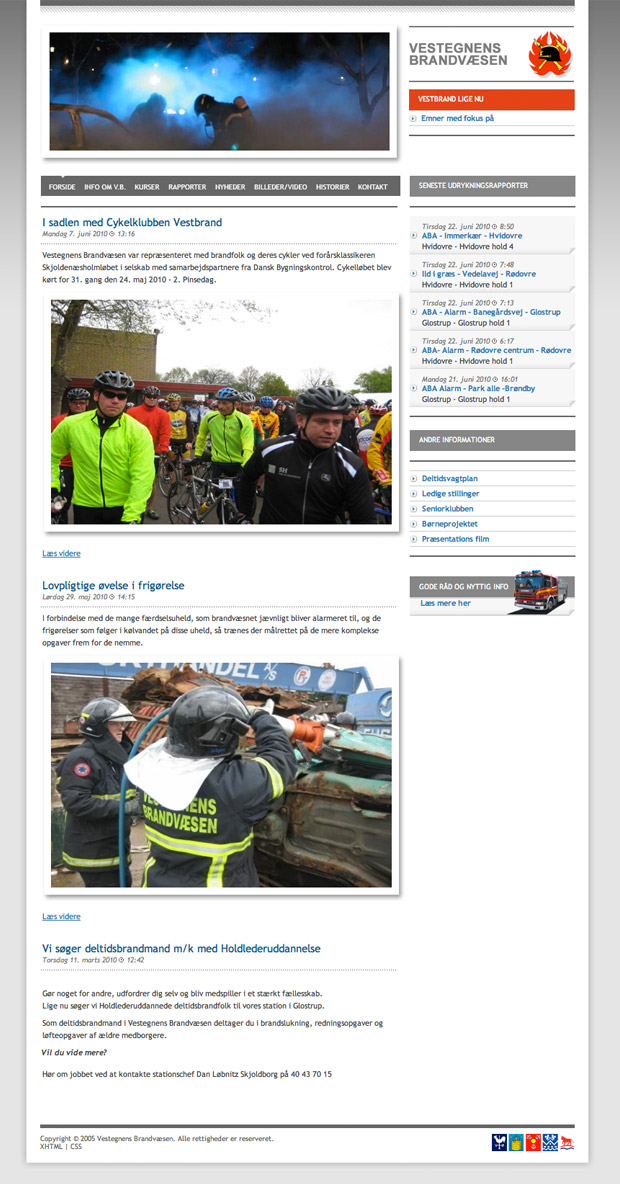 VESTEGNENS
BRANDVÆSEN
VESTBRAND LIGE NU
Emner med fokus på
FORSIDE INFO OM V.B. KURSER RAPPORTER NYHEDER BILLEDER/VIDEO HISTORIER KONTAKT
I sadlen med Cykelklubben Vestbrand
Mandag 7. juni 2010 13:16
Vestegnens Brandvæsen var repræsenteret med brandfolk og deres cykler ved forårsklassikeren
Skjoldenæsholmløbet i selskab med samarbejdspartnere fra Dansk Bygningskontrol. Cykelløbet blev
kørt for 31. gang den 24. maj 2010 - 2. Pinsedag.
SH
Læs videre
Lovpligtige øvelse i frigørelse
Lørdag 29. maj 2010 14:15
I forbindelse med de mange færdselsuheld, som brandvæsnet jævnligt bliver alarmeret til, og de
frigørelser som følger i kølvandet på disse uheld, så trænes der målrettet på de mere komplekse
opgaver frem for de nemme.
HANDEL A/S
VESTEGNENS
BRANDVÆSEN
Læs videre
Vi søger deltidsbrandmand m/k med Holdlederuddannelse
Torsdag 11. marts 2010 12:42
Gør noget for andre, udfordrer dig selv og bliv medspiller i et stærkt fællesskab.
Lige nu søger vi Holdlederuddannede deltidsbrandfolk til vores station i Glostrup.
Som deltidsbrandmand i Vestegnens Brandvæsen deltager du i brandslukning, redningsopgaver og
løfteopgaver af ældre medborgere.
Vil du vide mere?
Hør om jobbet ved at kontakte stationschef Dan Løbnitz Skjoldborg på 40 43 70 15
SENESTE UDRYKNINGSRAPPORTER
Tirsdag 22. juni 2010 8:50
ABA - Immerkær - Hvidovre
Hvidovre - Hvidovre hold 4
Tirsdag 22. juni 2010 7:48
Ild i græs - Vedelavej - Rødovre
Hvidovre - Hvidovre hold 1
Tirsdag 22. juni 2010 7:13
ABA - Alarm - Banegårdsvej - Glostrup
Glostrup - Glostrup hold 1
Tirsdag 22. juni 2010 6:17
ABA- Alarm - Rødovre centrum - Rødovre
Hvidovre - Hvidovre hold 1
Mandag 21. juni 2010 16:01
ABA Alarm - Park alle -Brøndby
Glostrup - Glostrup hold 1
ANDRE INFORMATIONER
Deltidsvagtplan
Ledige stillinger
Seniorklubben
Børneprojektet
Præsentations film
GODE RÅD OG NYTTIG INFO
Læs mere her
Copyright © 2005 Vestegnens Brandvæsen. Alle rettigheder er reserveret.
XHTML | CSS